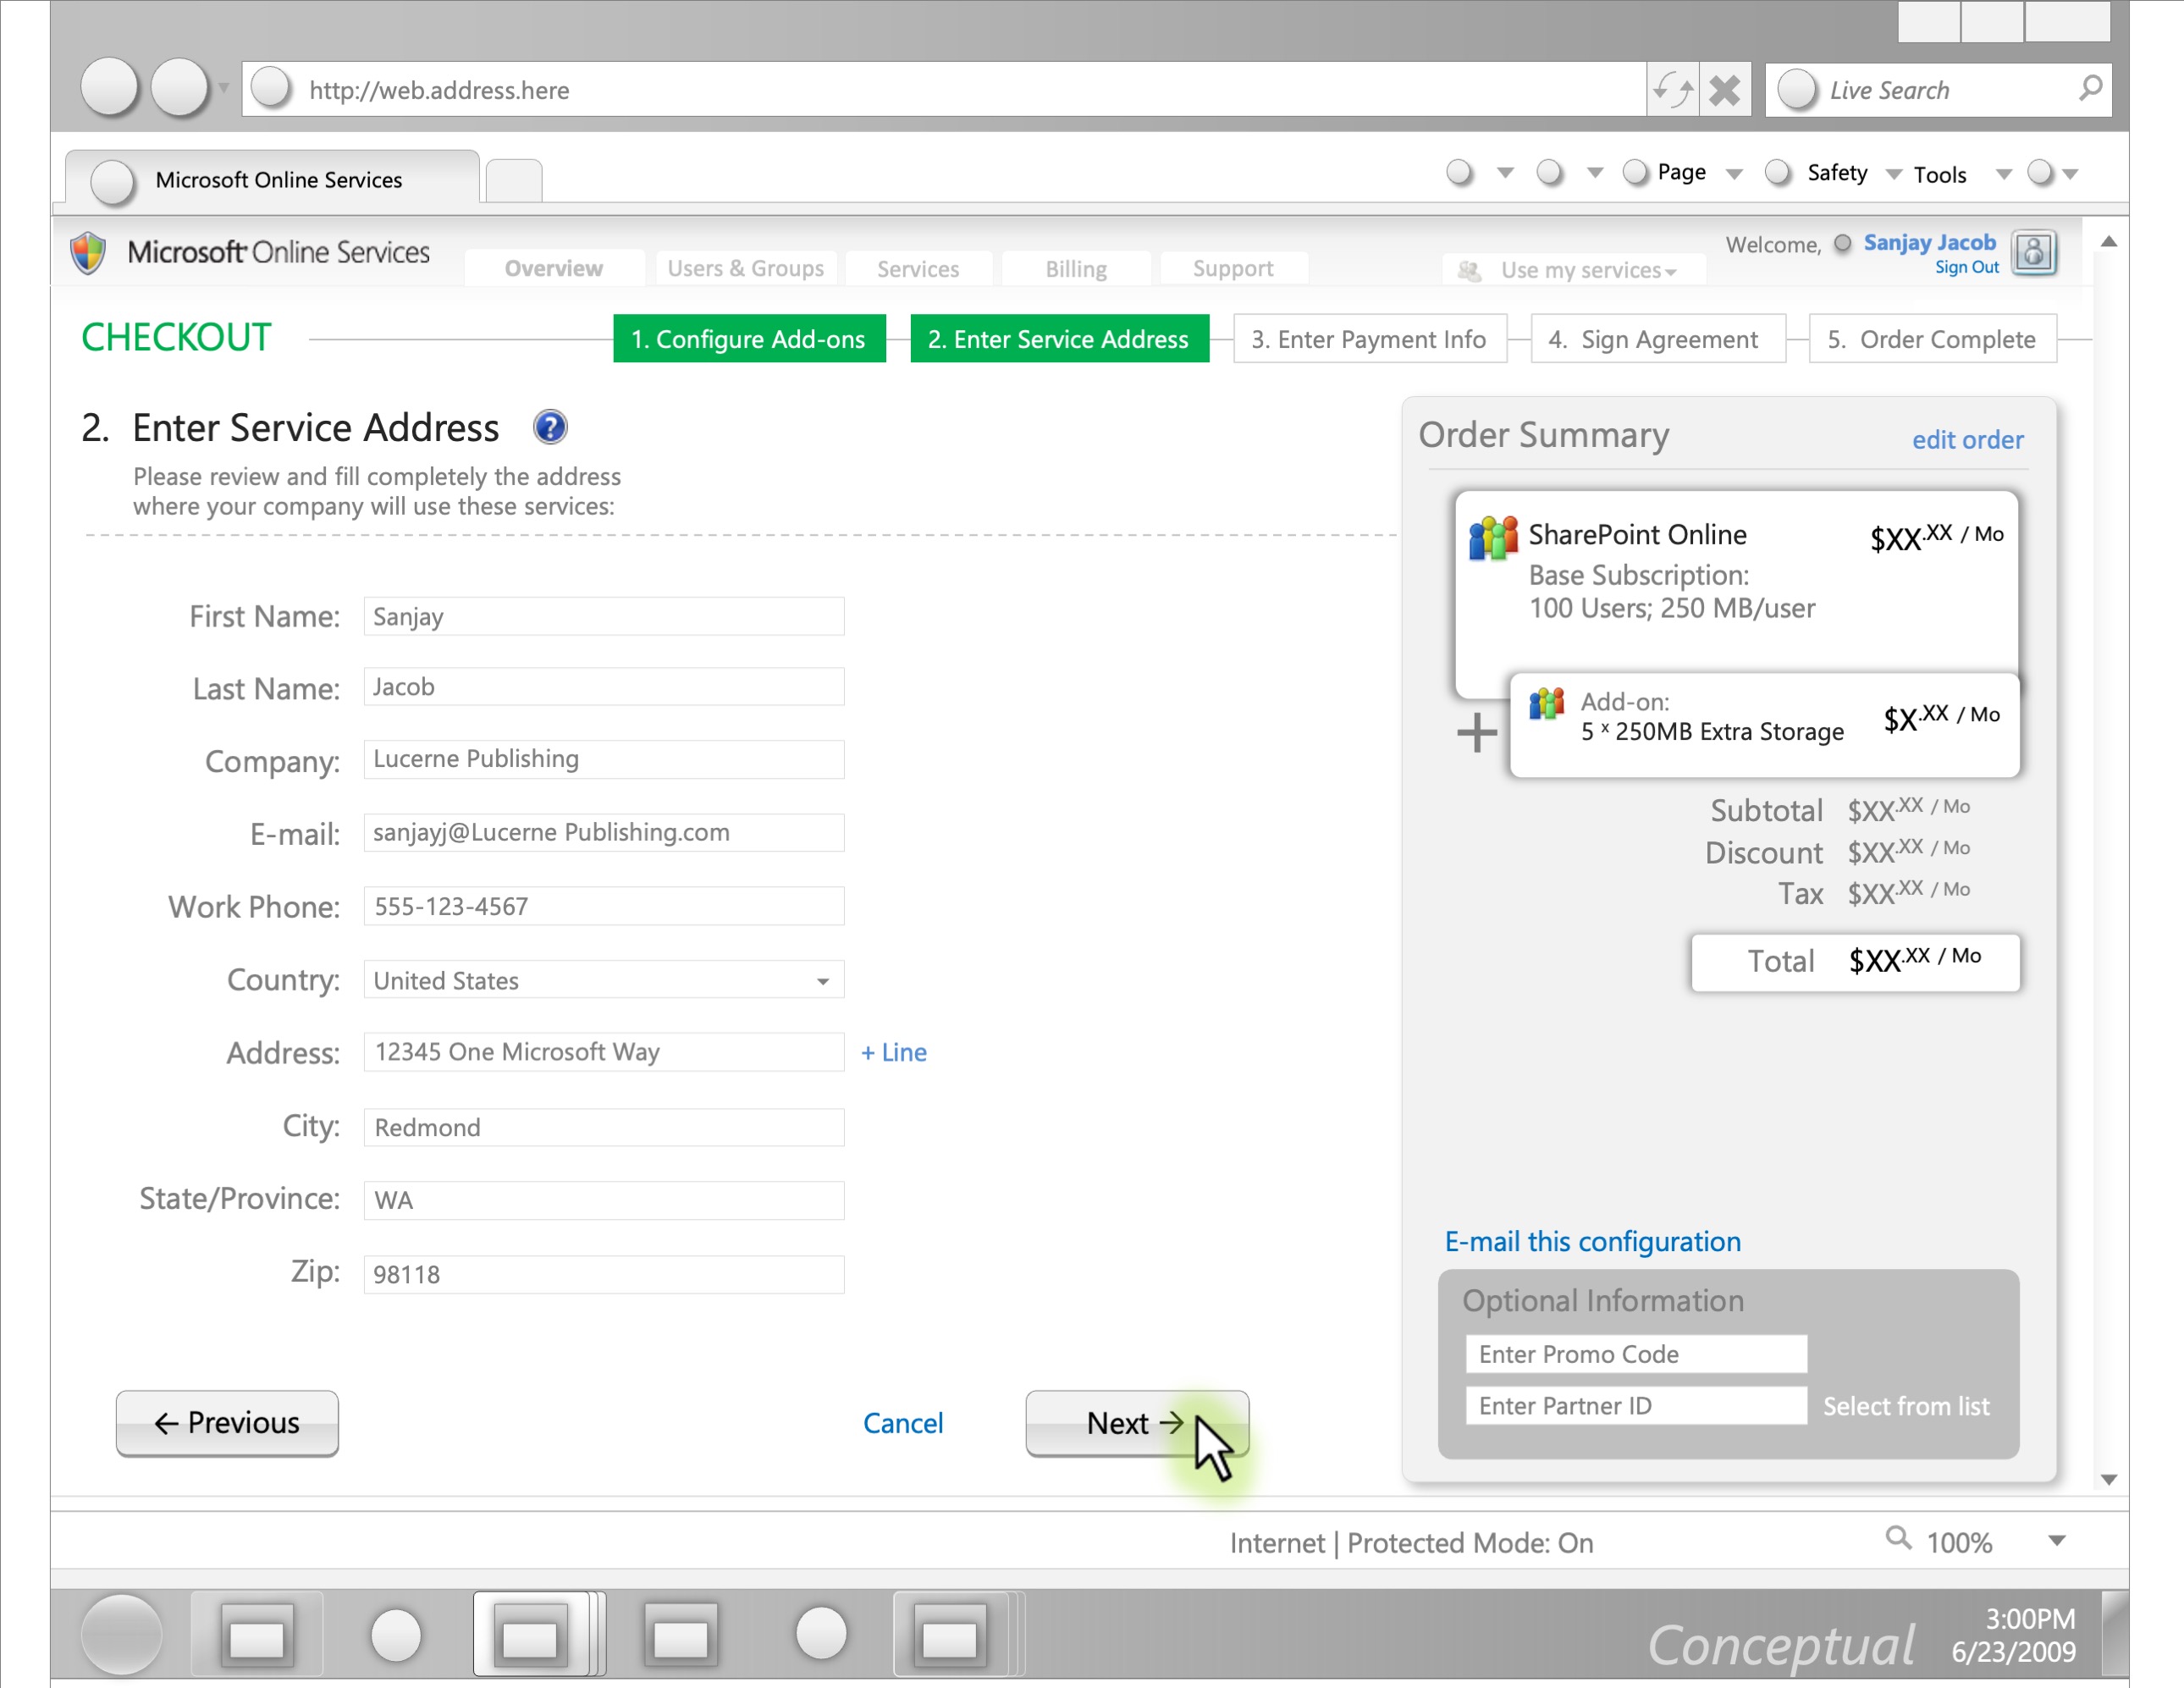 http://web.address.here
Live Search
Microsoft Online Services
Page
Safety
Tools
Microsoft Online Services
Overview
Users & Groups
Services
Billing
Support
Use my services
Welcome,
Sanjay Jacob
Sign Out
CHECKOUT
1. Configure Add-ons
2. Enter Service Address
3. Enter Payment Info
4. Sign Agreement
5. Order Complete
2. Enter Service Address
?
Please review and fill completely the address
where your company will use these services:
First Name: Sanjay
Last Name: Jacob
Company: Lucerne Publishing
E-mail: sanjayj@Lucerne Publishing.com
Work Phone: 555-123-4567
Country: United States
Address: 12345 One Microsoft Way + Line
City: Redmond
State/Province: WA
Zip: 98118
← Previous
Cancel
Next →
Order Summary
edit order
SharePoint Online $XX.XX / Mo
Base Subscription:
100 Users; 250 MB/user
+
Add-on:
5 x 250MB Extra Storage $X.XX / Mo
Subtotal $XX.XX / Mo
Discount $XX.XX / Mo
Tax $XX.XX / Mo
Total $XX.XX / Mo
E-mail this configuration
Optional Information
Enter Promo Code
Enter Partner ID Select from list
Internet | Protected Mode: On
100%
Conceptual
3:00PM
6/23/2009